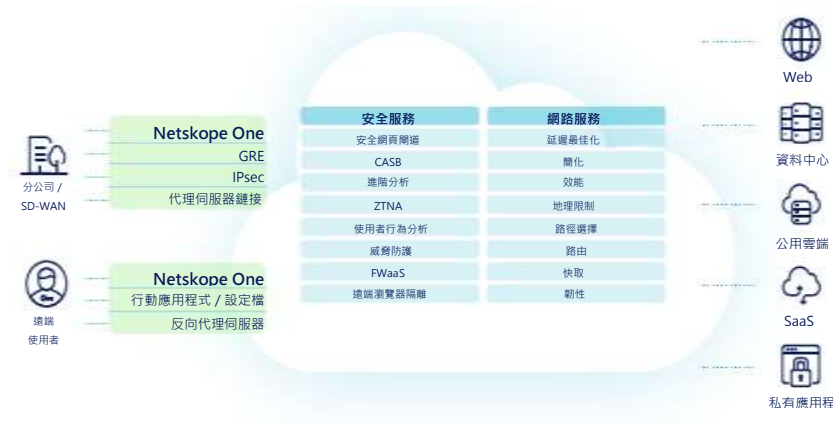 分公司 /
SD-WAN
Netskope One
GRE
IPsec
代理伺服器鏈接
遠端
使用者
Netskope One
行動應用程式 / 設定檔
反向代理伺服器
安全服務
安全網頁閘道
CASB
進階分析
ZTNA
使用者行為分析
威脅防護
FWaaS
遠端瀏覽器隔離
網路服務
延遲最佳化
簡化
效能
地理限制
路徑選擇
路由
快取
韌性
Web
資料中心
公用雲端
SaaS
私有應用程